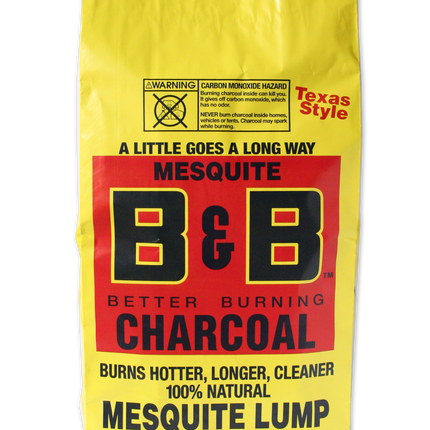 ⚠WARNING CARBON MONOXIDE HAZARD
Burning charcoal inside can kill you.
It gives off carbon monoxide, which
has no odor.
NEVER burn charcoal inside homes,
vehicles or tents. Charcoal may spark
while burning.
Texas
Style
A LITTLE GOES A LONG WAY
MESQUITE
B&B™
BETTER BURNING
CHARCOAL
BURNS HOTTER, LONGER, CLEANER
100% NATURAL
MESQUITE LUMP